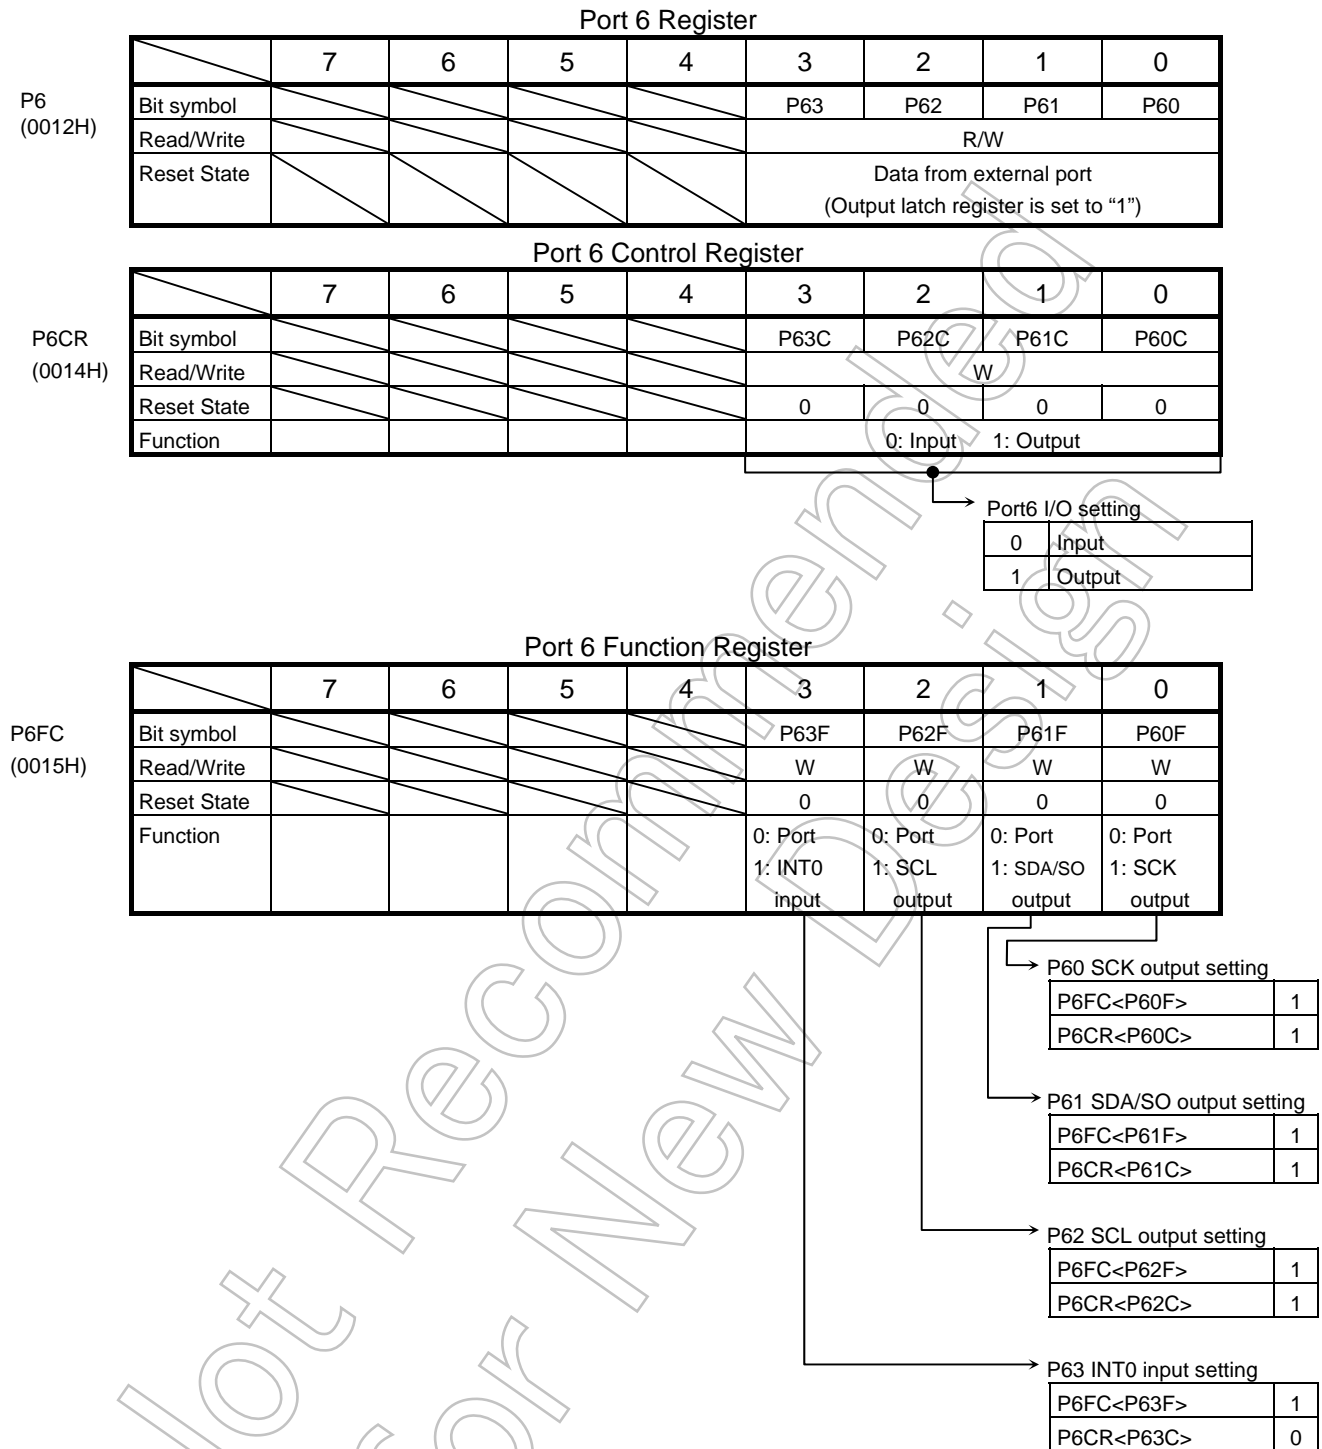 Port 6 Register
7 6 5 4 3 2 1 0
P6
(0012H)
Bit symbol P63 P62 P61 P60
Read/Write R/W
Reset State Data from external port
(Output latch register is set to “1”)
Port 6 Control Register
7 6 5 4 3 2 1 0
P6CR
(0014H)
Bit symbol P63C P62C P61C P60C
Read/Write W
Reset State 0 0 0 0
Function 0: Input 1: Output
Port6 I/O setting
0 Input
1 Output
Port 6 Function Register
7 6 5 4 3 2 1 0
P6FC
(0015H)
Bit symbol P63F P62F P61F P60F
Read/Write W W W W
Reset State 0 0 0 0
Function 0: Port 0: Port 0: Port 0: Port
1: INT0 1: SCL 1: SDA/SO 1: SCK
input output output output
P60 SCK output setting
P6FC<P60F> 1
P6CR<P60C> 1
P61 SDA/SO output setting
P6FC<P61F> 1
P6CR<P61C> 1
P62 SCL output setting
P6FC<P62F> 1
P6CR<P62C> 1
P63 INT0 input setting
P6FC<P63F> 1
P6CR<P63C> 0
Not Recommended
for New Design